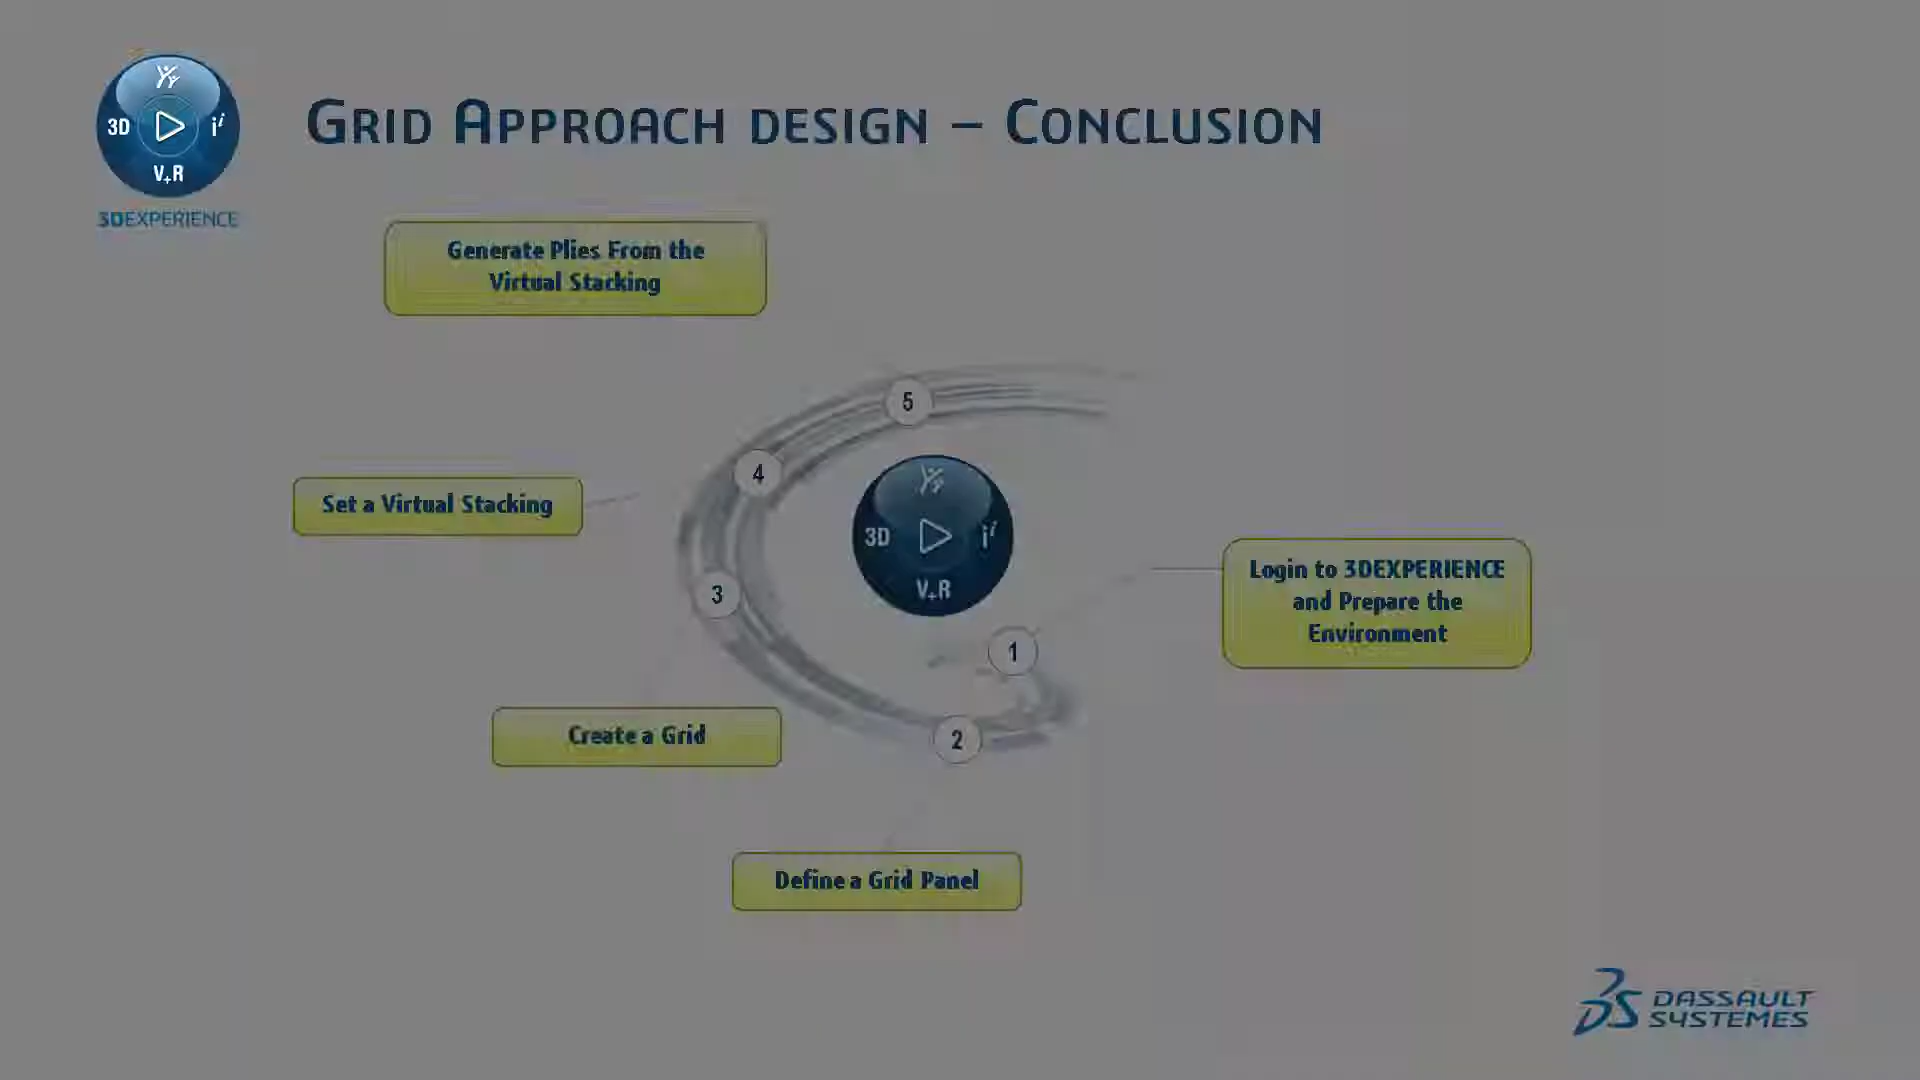 GRID APPROACH DESIGN – CONCLUSION
3D
i
V+R
3DEXPERIENCE
Generate Plies From the
Virtual Stacking
5
4
Set a Virtual Stacking
3D
i
V+R
3
Login to 3DEXPERIENCE
and Prepare the
Environment
1
Create a Grid
2
Define a Grid Panel
DASSAULT
SYSTEMES